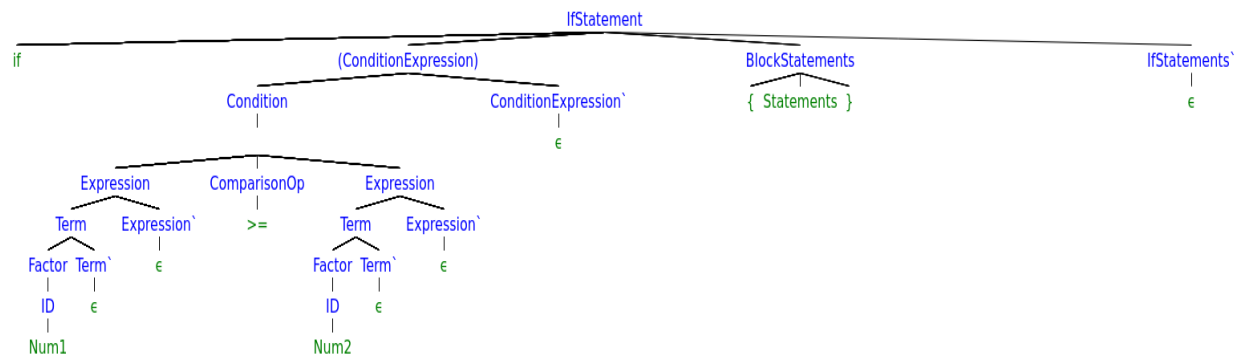 IfStatement
if (ConditionExpression) BlockStatements IfStatements`
Condition ConditionExpression` { Statements } ϵ
ϵ
Expression ComparisonOp Expression
Term Expression` >= Term Expression`
Factor Term` ϵ Factor Term` ϵ
ID ϵ ID ϵ
Num1 Num2